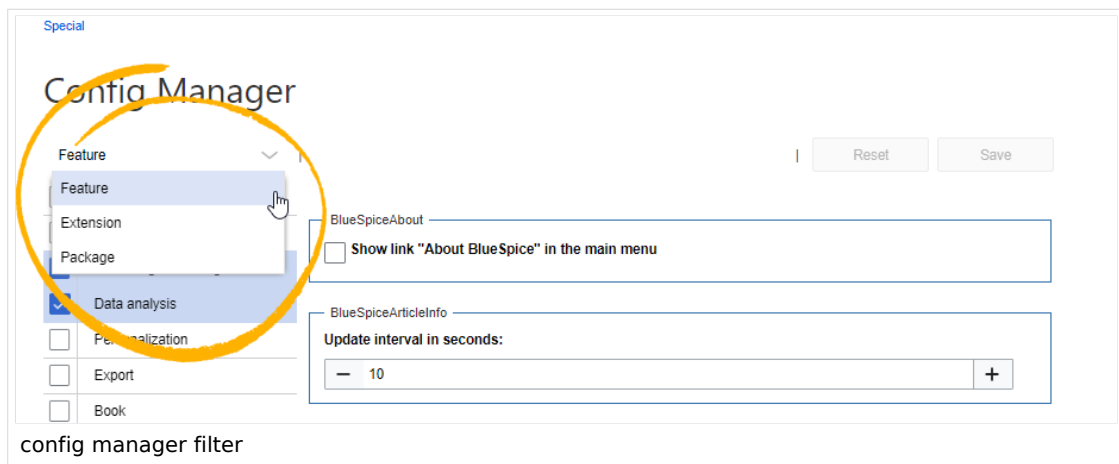 Special
Config Manager
Feature
Reset
Save
Feature
Extension
Package
BlueSpiceAbout
Show link "About BlueSpice" in the main menu
Data analysis
BlueSpiceArticleInfo
Personalization
Update interval in seconds:
Export
10
Book
config manager filter